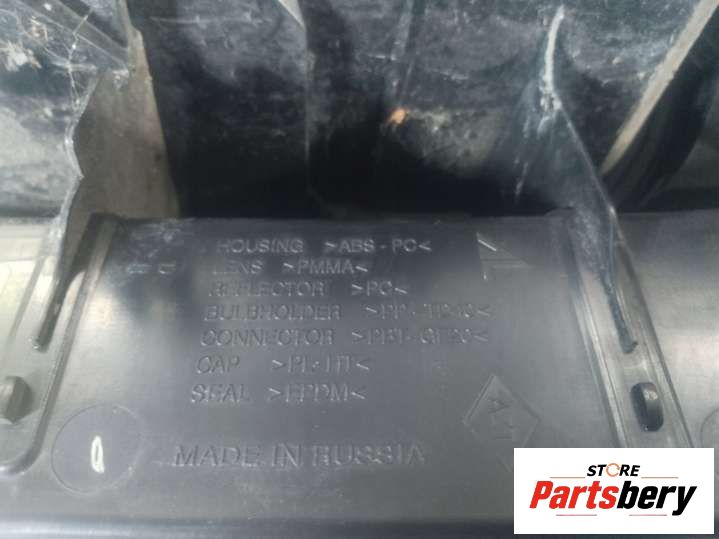 HOUSING >ABS-PC<
LENS >PMMA<
REFLECTOR >PC<
BULBHOLDER
CONNECTOR
CAP
SEAL >EPDM<
MADE IN RUSSIA
STORE
Partsbery